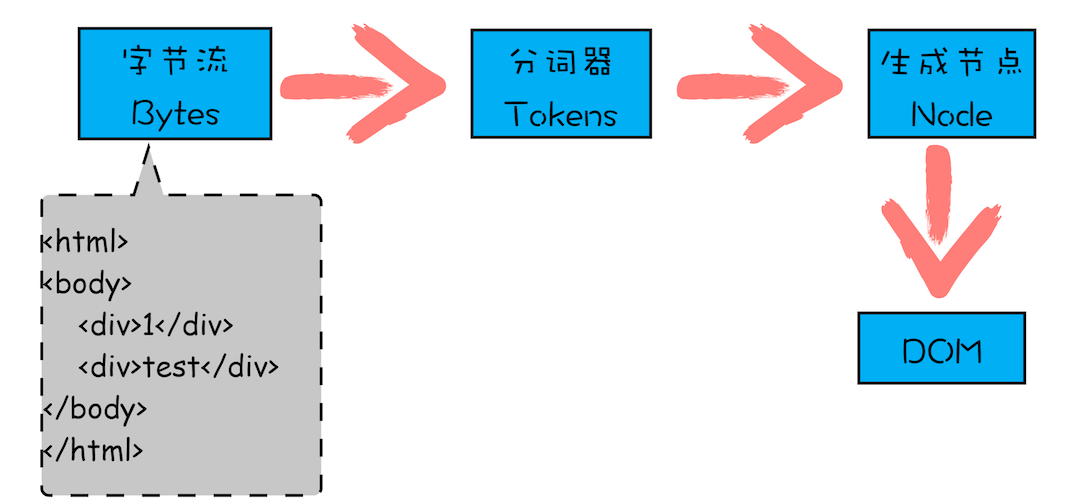 字节流
Bytes
分词器
Tokens
生成节点
Node
DOM
<html>
<body>
    <div>1</div>
    <div>test</div>
</body>
</html>